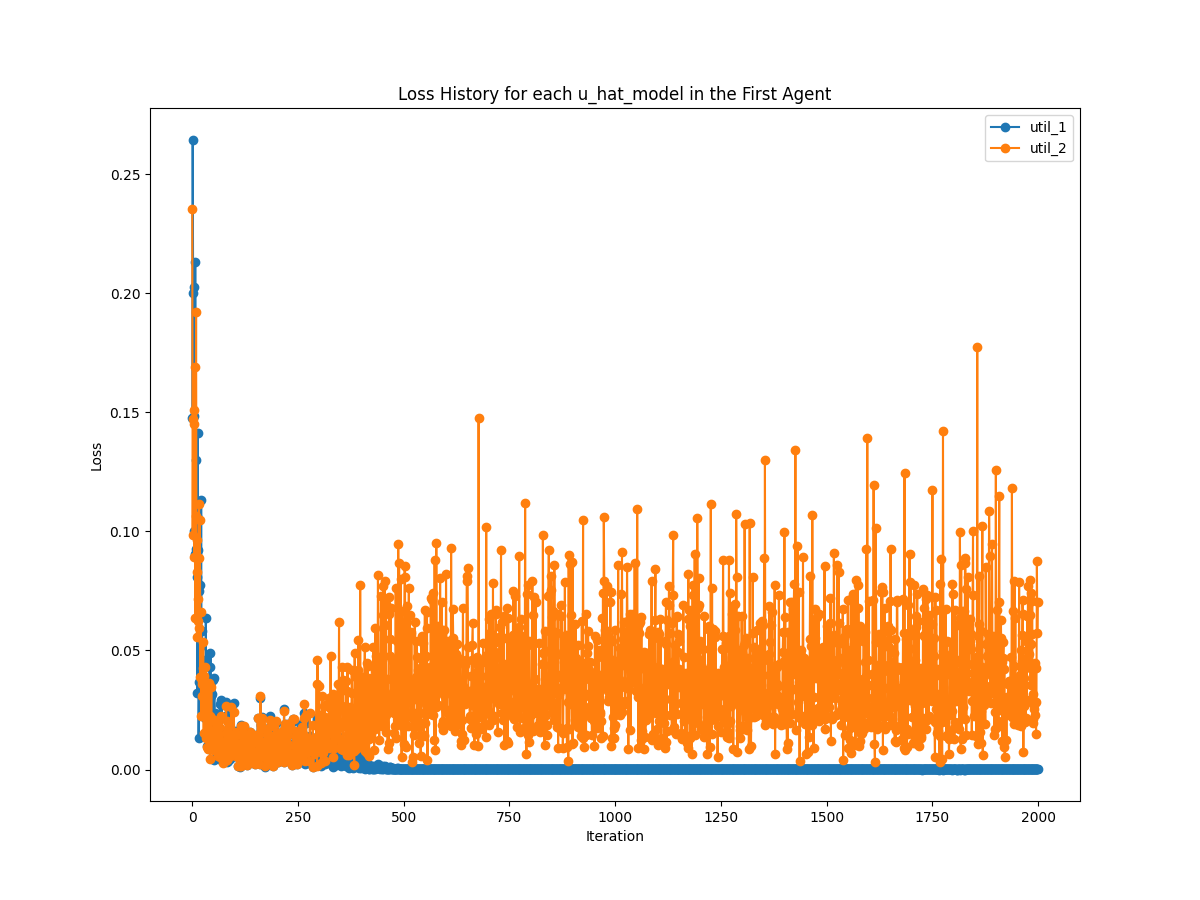 Loss History for each u_hat_model in the First Agent
util_1
util_2
0.25
0.20
0.15
0.10
0.05
0.00
Loss
0 250 500 750 1000 1250 1500 1750 2000
Iteration